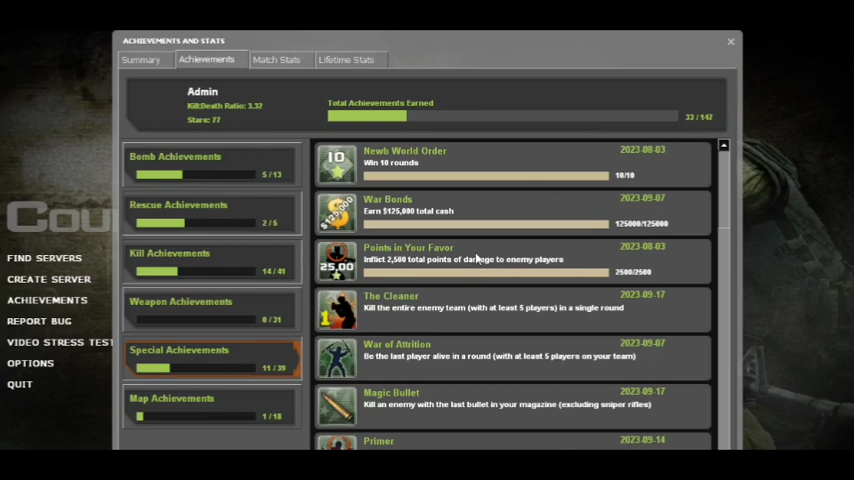 ACHIEVEMENTS AND STATS
Summary
Achievements
Match Stats
Lifetime Stats
Admin
Kill:Death Ratio: 3.32
Stars: 77
Total Achievements Earned
33 / 147
Cou
FIND SERVERS
CREATE SERVER
ACHIEVEMENTS
REPORT BUG
VIDEO STRESS TEST
OPTIONS
QUIT
Bomb Achievements
5 / 13
Rescue Achievements
2 / 5
Kill Achievements
14 / 41
Weapon Achievements
0 / 31
Special Achievements
11 / 39
Map Achievements
1 / 18
10
Newb World Order
2023-08-03
Win 10 rounds
10/10
$125,000
War Bonds
2023-09-07
Earn $125,000 total cash
125000/125000
25,00
Points in Your Favor
2023-08-03
Inflict 2,500 total points of damage to enemy players
2500/2500
1
The Cleaner
2023-09-17
Kill the entire enemy team (with at least 5 players) in a single round
War of Attrition
2023-09-07
Be the last player alive in a round (with at least 5 players on your team)
Magic Bullet
2023-09-17
Kill an enemy with the last bullet in your magazine (excluding sniper rifles)
Primer
2023-09-14